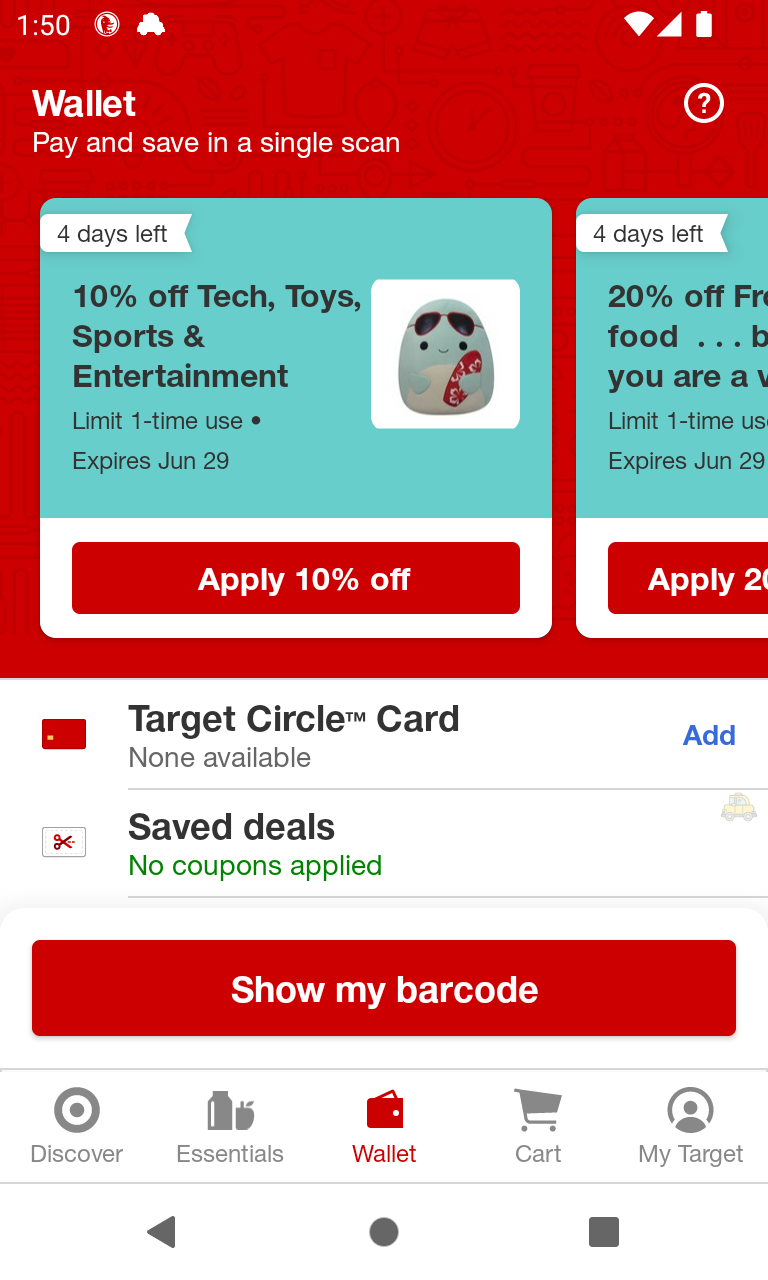 1:50
Wallet
Pay and save in a single scan
?
4 days left
10% off Tech, Toys,
Sports &
Entertainment
Limit 1-time use •
Expires Jun 29
Apply 10% off
4 days left
20% off
food . . .
you are a
Limit 1-time
Expires Jun 29
Apply
Target Circle™ Card
None available
Add
Saved deals
No coupons applied
Show my barcode
Discover
Essentials
Wallet
Cart
My Target